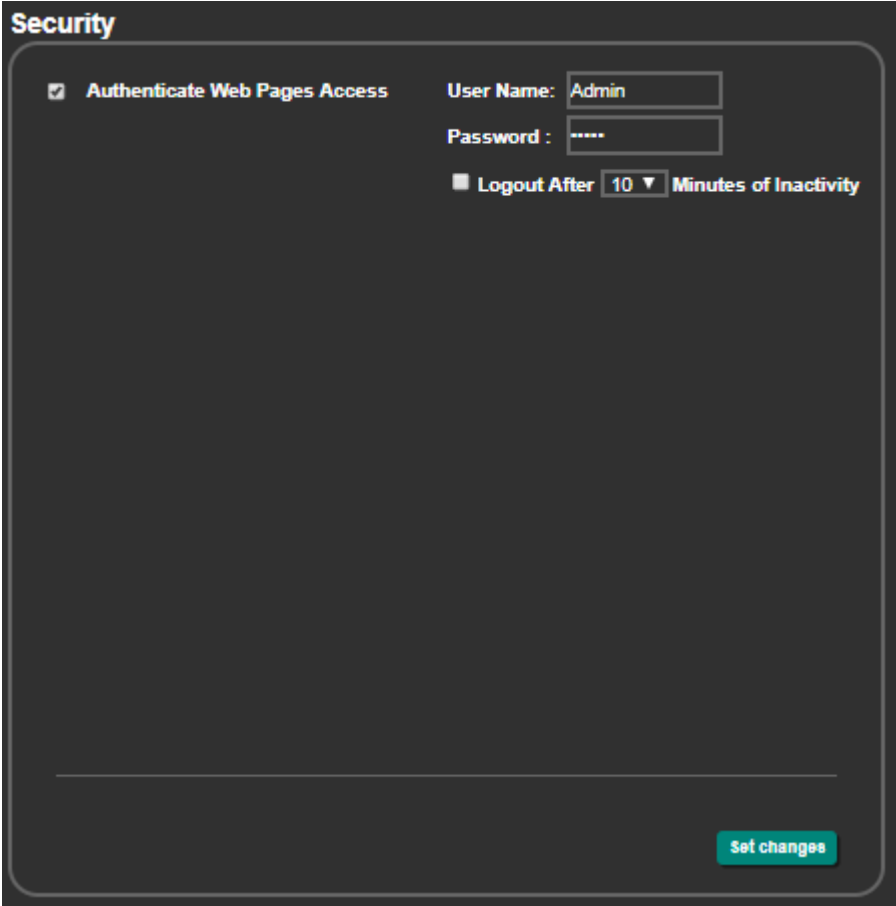 Security
Authenticate Web Pages Access User Name: Admin
Password : •••••
Logout After 10 ▼ Minutes of Inactivity
Set changes